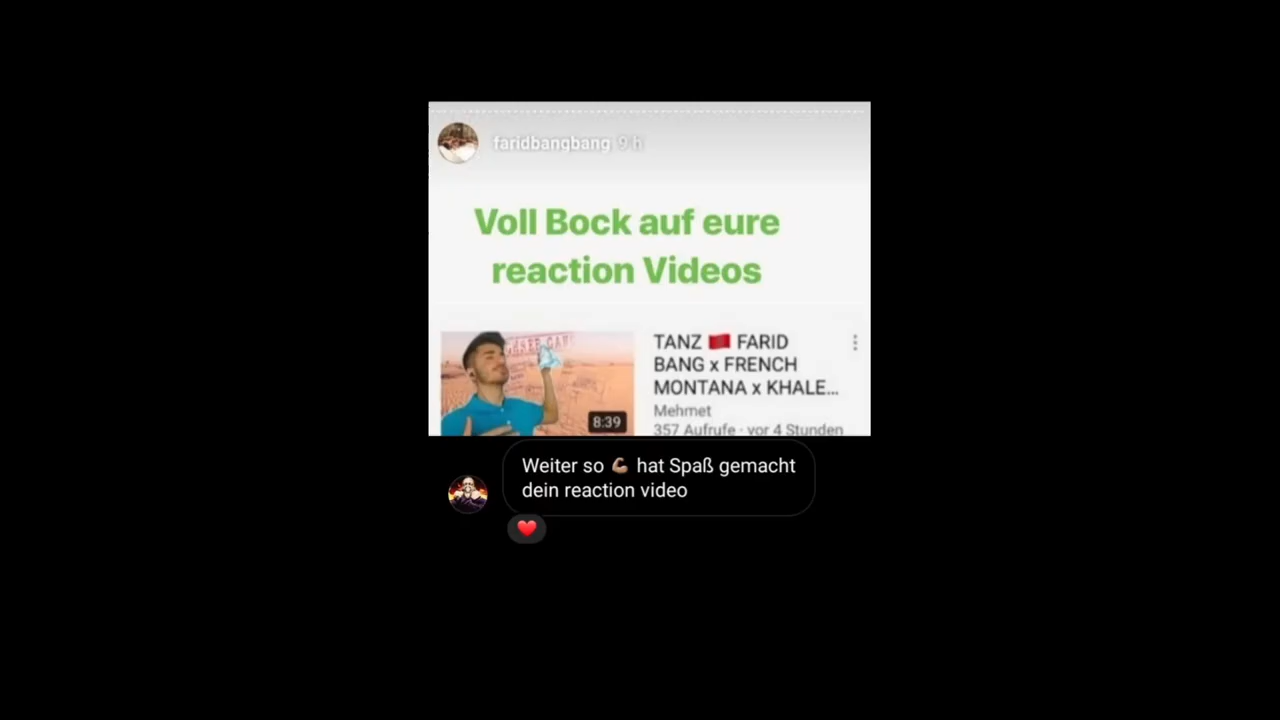 faridbangbang 9 h
Voll Bock auf eure
reaction Videos
TANZ 🇲🇦 FARID
BANG x FRENCH
MONTANA x KHALE...
8:39
Mehmet
357 Aufrufe · vor 4 Stunden
Weiter so 💪🏽 hat Spaß gemacht
dein reaction video
❤️